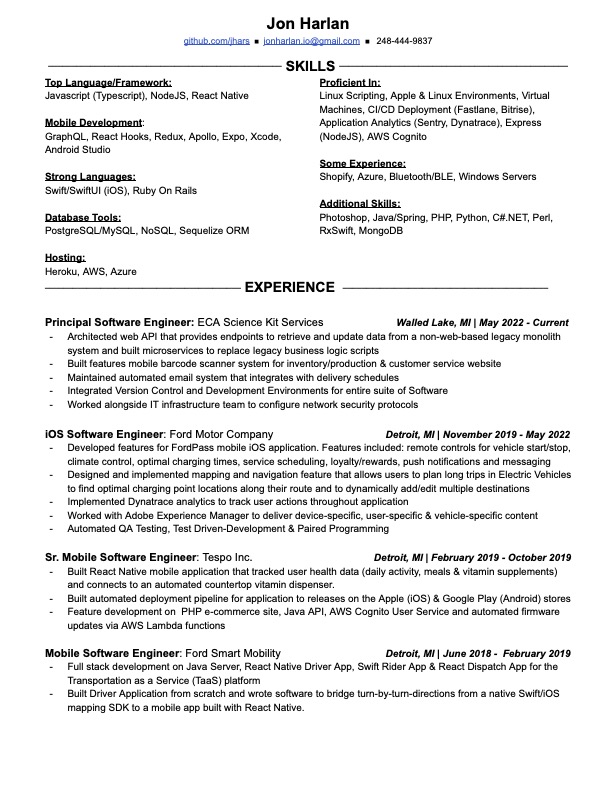 Jon Harlan
github.com/jhars ■ jonharlan.io@gmail.com ■ 248-444-9837
SKILLS
Top Language/Framework:
Javascript (Typescript), NodeJS, React Native
Mobile Development:
GraphQL, React Hooks, Redux, Apollo, Expo, Xcode,
Android Studio
Strong Languages:
Swift/SwiftUI (iOS), Ruby On Rails
Database Tools:
PostgreSQL/MySQL, NoSQL, Sequelize ORM
Hosting:
Heroku, AWS, Azure
Proficient In:
Linux Scripting, Apple & Linux Environments, Virtual
Machines, CI/CD Deployment (Fastlane, Bitrise),
Application Analytics (Sentry, Dynatrace), Express
(NodeJS), AWS Cognito
Some Experience:
Shopify, Azure, Bluetooth/BLE, Windows Servers
Additional Skills:
Photoshop, Java/Spring, PHP, Python, C#.NET, Perl,
RxSwift, MongoDB
EXPERIENCE
Principal Software Engineer: ECA Science Kit Services Walled Lake, MI | May 2022 - Current
- Architected web API that provides endpoints to retrieve and update data from a non-web-based legacy monolith
system and built microservices to replace legacy business logic scripts
- Built features mobile barcode scanner system for inventory/production & customer service website
- Maintained automated email system that integrates with delivery schedules
- Integrated Version Control and Development Environments for entire suite of Software
- Worked alongside IT infrastructure team to configure network security protocols
iOS Software Engineer: Ford Motor Company Detroit, MI | November 2019 - May 2022
- Developed features for FordPass mobile iOS application. Features included: remote controls for vehicle start/stop,
climate control, optimal charging times, service scheduling, loyalty/rewards, push notifications and messaging
- Designed and implemented mapping and navigation feature that allows users to plan long trips in Electric Vehicles
to find optimal charging point locations along their route and to dynamically add/edit multiple destinations
- Implemented Dynatrace analytics to track user actions throughout application
- Worked with Adobe Experience Manager to deliver device-specific, user-specific & vehicle-specific content
- Automated QA Testing, Test Driven-Development & Paired Programming
Sr. Mobile Software Engineer: Tespo Inc. Detroit, MI | February 2019 - October 2019
- Built React Native mobile application that tracked user health data (daily activity, meals & vitamin supplements)
and connects to an automated countertop vitamin dispenser.
- Built automated deployment pipeline for application to releases on the Apple (iOS) & Google Play (Android) stores
- Feature development on PHP e-commerce site, Java API, AWS Cognito User Service and automated firmware
updates via AWS Lambda functions
Mobile Software Engineer: Ford Smart Mobility Detroit, MI | June 2018 - February 2019
- Full stack development on Java Server, React Native Driver App, Swift Rider App & React Dispatch App for the
Transportation as a Service (TaaS) platform
- Built Driver Application from scratch and wrote software to bridge turn-by-turn-directions from a native Swift/iOS
mapping SDK to a mobile app built with React Native.